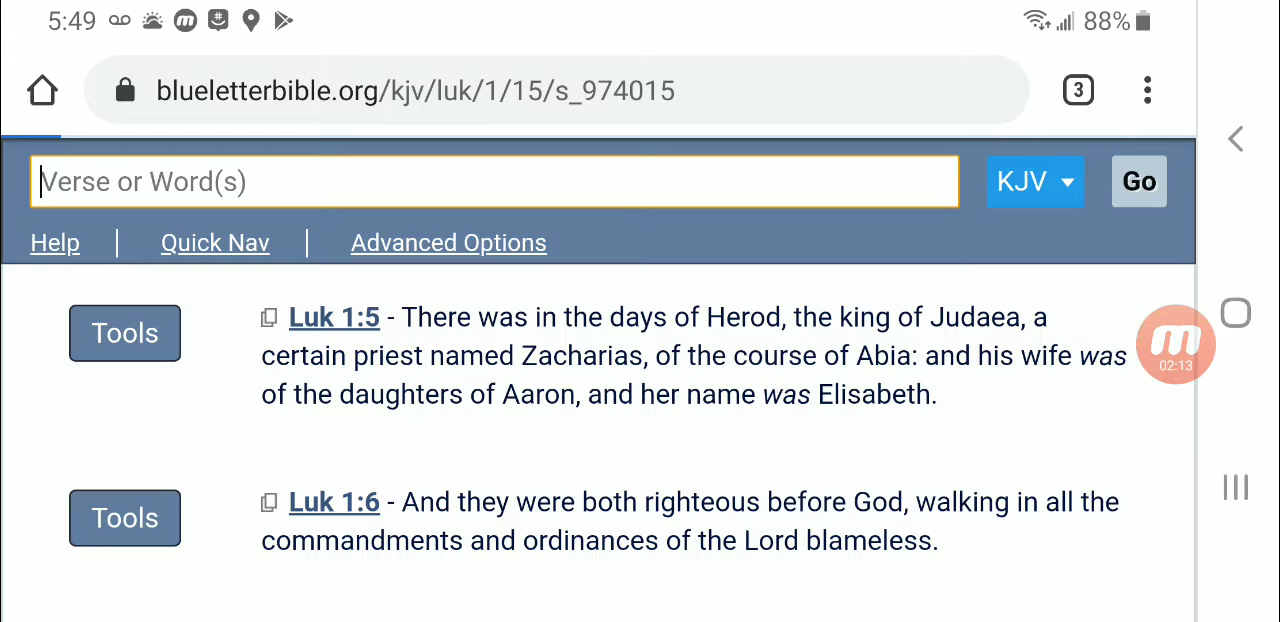 5:49 88%
blueletterbible.org/kjv/luk/1/15/s_974015 3
Verse or Word(s) KJV Go
Help | Quick Nav | Advanced Options
Tools Luk 1:5 - There was in the days of Herod, the king of Judaea, a
certain priest named Zacharias, of the course of Abia: and his wife was
of the daughters of Aaron, and her name was Elisabeth.
02:13
Tools Luk 1:6 - And they were both righteous before God, walking in all the
commandments and ordinances of the Lord blameless.